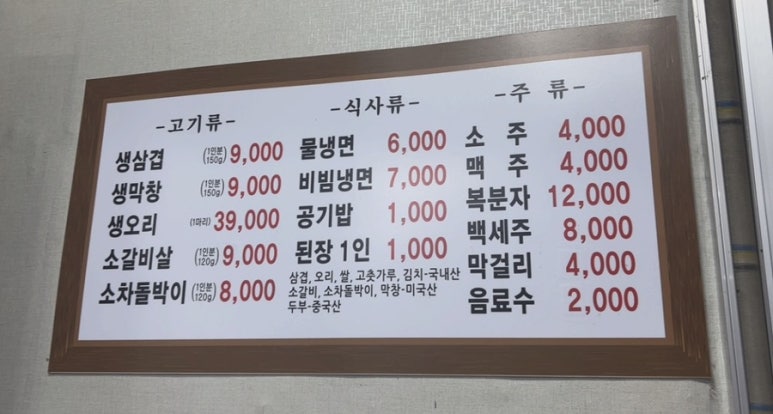 -고기류-
생삼겹 (1인분 150g) 9,000
생막창 (1인분 150g) 9,000
생오리 (1마리) 39,000
소갈비살 (1인분 120g) 9,000
소차돌박이 (1인분 120g) 8,000
-식사류-
물냉면 6,000
비빔냉면 7,000
공기밥 1,000
된장 1인 1,000
삼겹, 오리, 쌀, 고춧가루, 김치-국내산
소갈비, 소차돌박이, 막창-미국산
두부-중국산
-주 류-
소 주 4,000
맥 주 4,000
복분자 12,000
백세주 8,000
막걸리 4,000
음료수 2,000